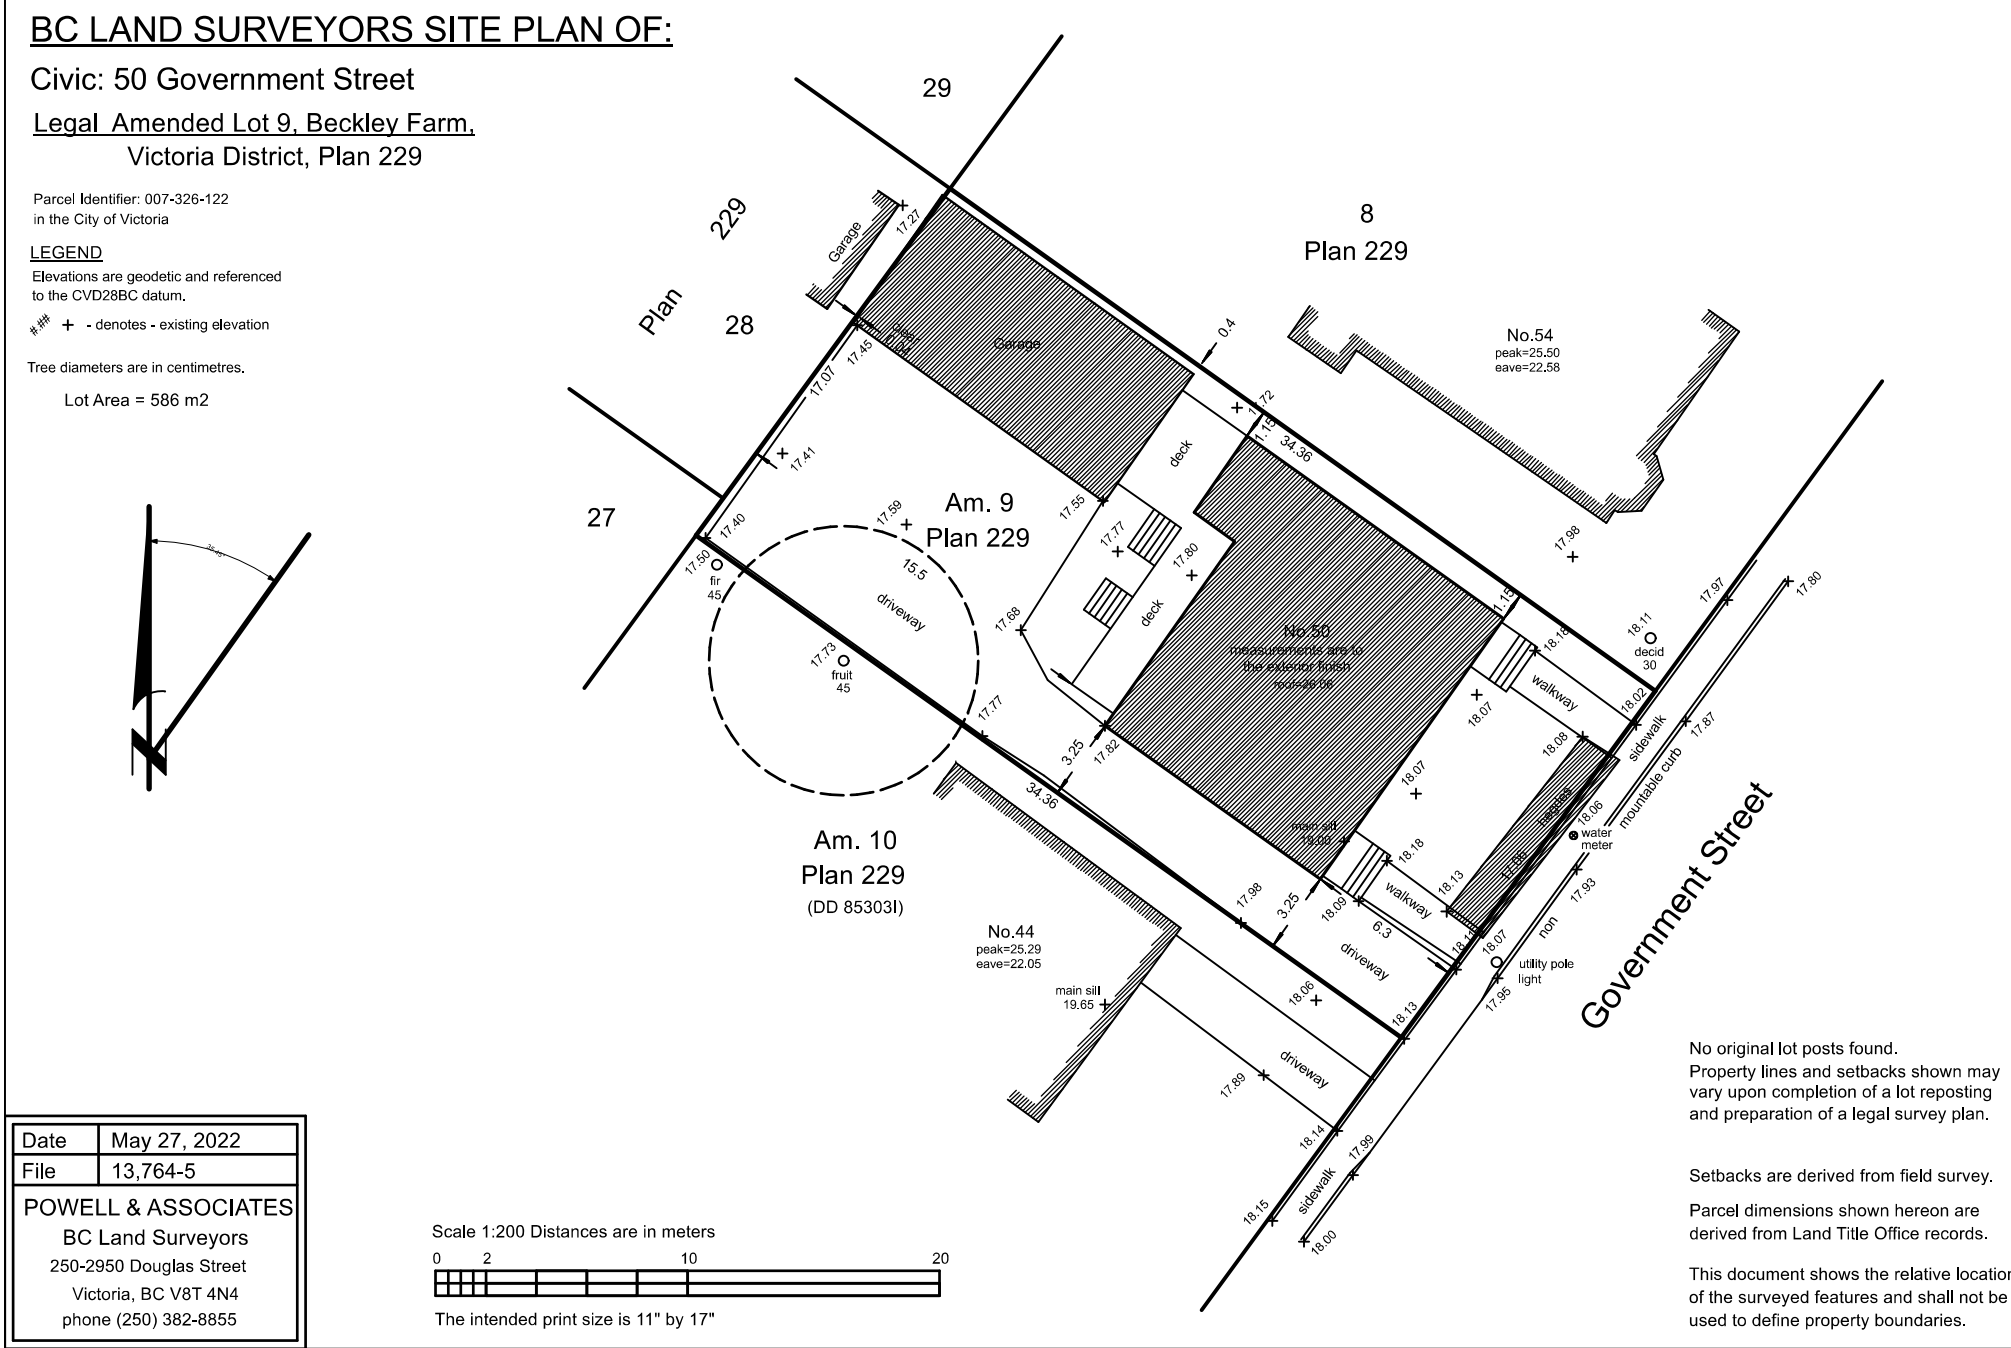 BC LAND SURVEYORS SITE PLAN OF:
Civic: 50 Government Street
Legal Amended Lot 9, Beckley Farm,
Victoria District, Plan 229
Parcel Identifier: 007-326-122
in the City of Victoria
LEGEND
Elevations are geodetic and referenced
to the CVD28BC datum.
#.## + - denotes - existing elevation
Tree diameters are in centimetres.
Lot Area = 586 m2
29
8
Plan 229
229
Plan
28
27
Garage
17.27
17.45
17.07
clear
0.04
Garage
0.4
No.54
peak=25.50
eave=22.58
1.15
34.36
deck
17.41
17.40
17.59
17.55
Am. 9
Plan 229
17.77
17.80
17.98
17.50
fir
45
15.5
driveway
17.68
deck
17.73
fruit
45
No.50
measurements are to
the exterior finish
roof=26.06
1.15
18.18
18.11
decid
30
17.97
17.80
walkway
18.07
18.02
17.87
sidewalk
18.08
mountable curb
17.77
3.25
17.82
34.36
18.07
hedges
18.06
water
meter
17.06
Government Street
main sill
19.00
18.18
18.13
walkway
17.93
Am. 10
Plan 229
(DD 85303I)
17.98
3.25
18.09
6.3
18.11
18.07
non
No.44
peak=25.29
eave=22.05
driveway
utility pole
light
17.95
main sill
19.65
18.06
18.13
driveway
17.89
18.14
17.99
sidewalk
18.15
18.00
No original lot posts found.
Property lines and setbacks shown may
vary upon completion of a lot reposting
and preparation of a legal survey plan.
Setbacks are derived from field survey.
Parcel dimensions shown hereon are
derived from Land Title Office records.
This document shows the relative location
of the surveyed features and shall not be
used to define property boundaries.
Date May 27, 2022
File 13,764-5
POWELL & ASSOCIATES
BC Land Surveyors
250-2950 Douglas Street
Victoria, BC V8T 4N4
phone (250) 382-8855
Scale 1:200 Distances are in meters
0 2 10 20
The intended print size is 11" by 17"
N